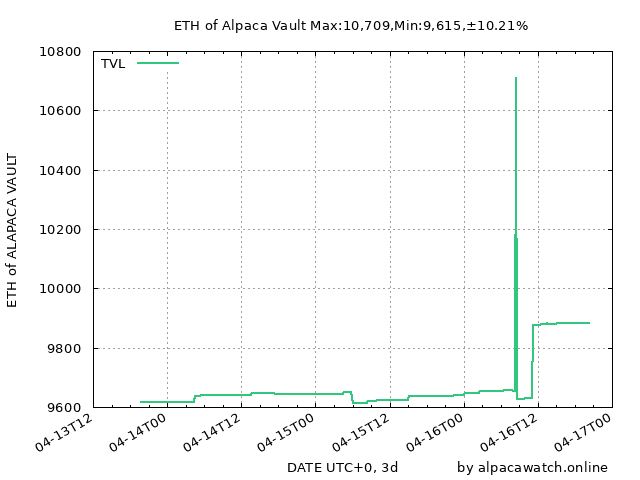 ETH of Alpaca Vault Max:10,709,Min:9,615,±10.21%
TVL
10800
10600
10400
10200
10000
9800
9600
ETH of ALAPACA VAULT
04-13T12
04-14T00
04-14T12
04-15T00
04-15T12
04-16T00
04-16T12
04-17T00
DATE UTC+0, 3d
by alpacawatch.online